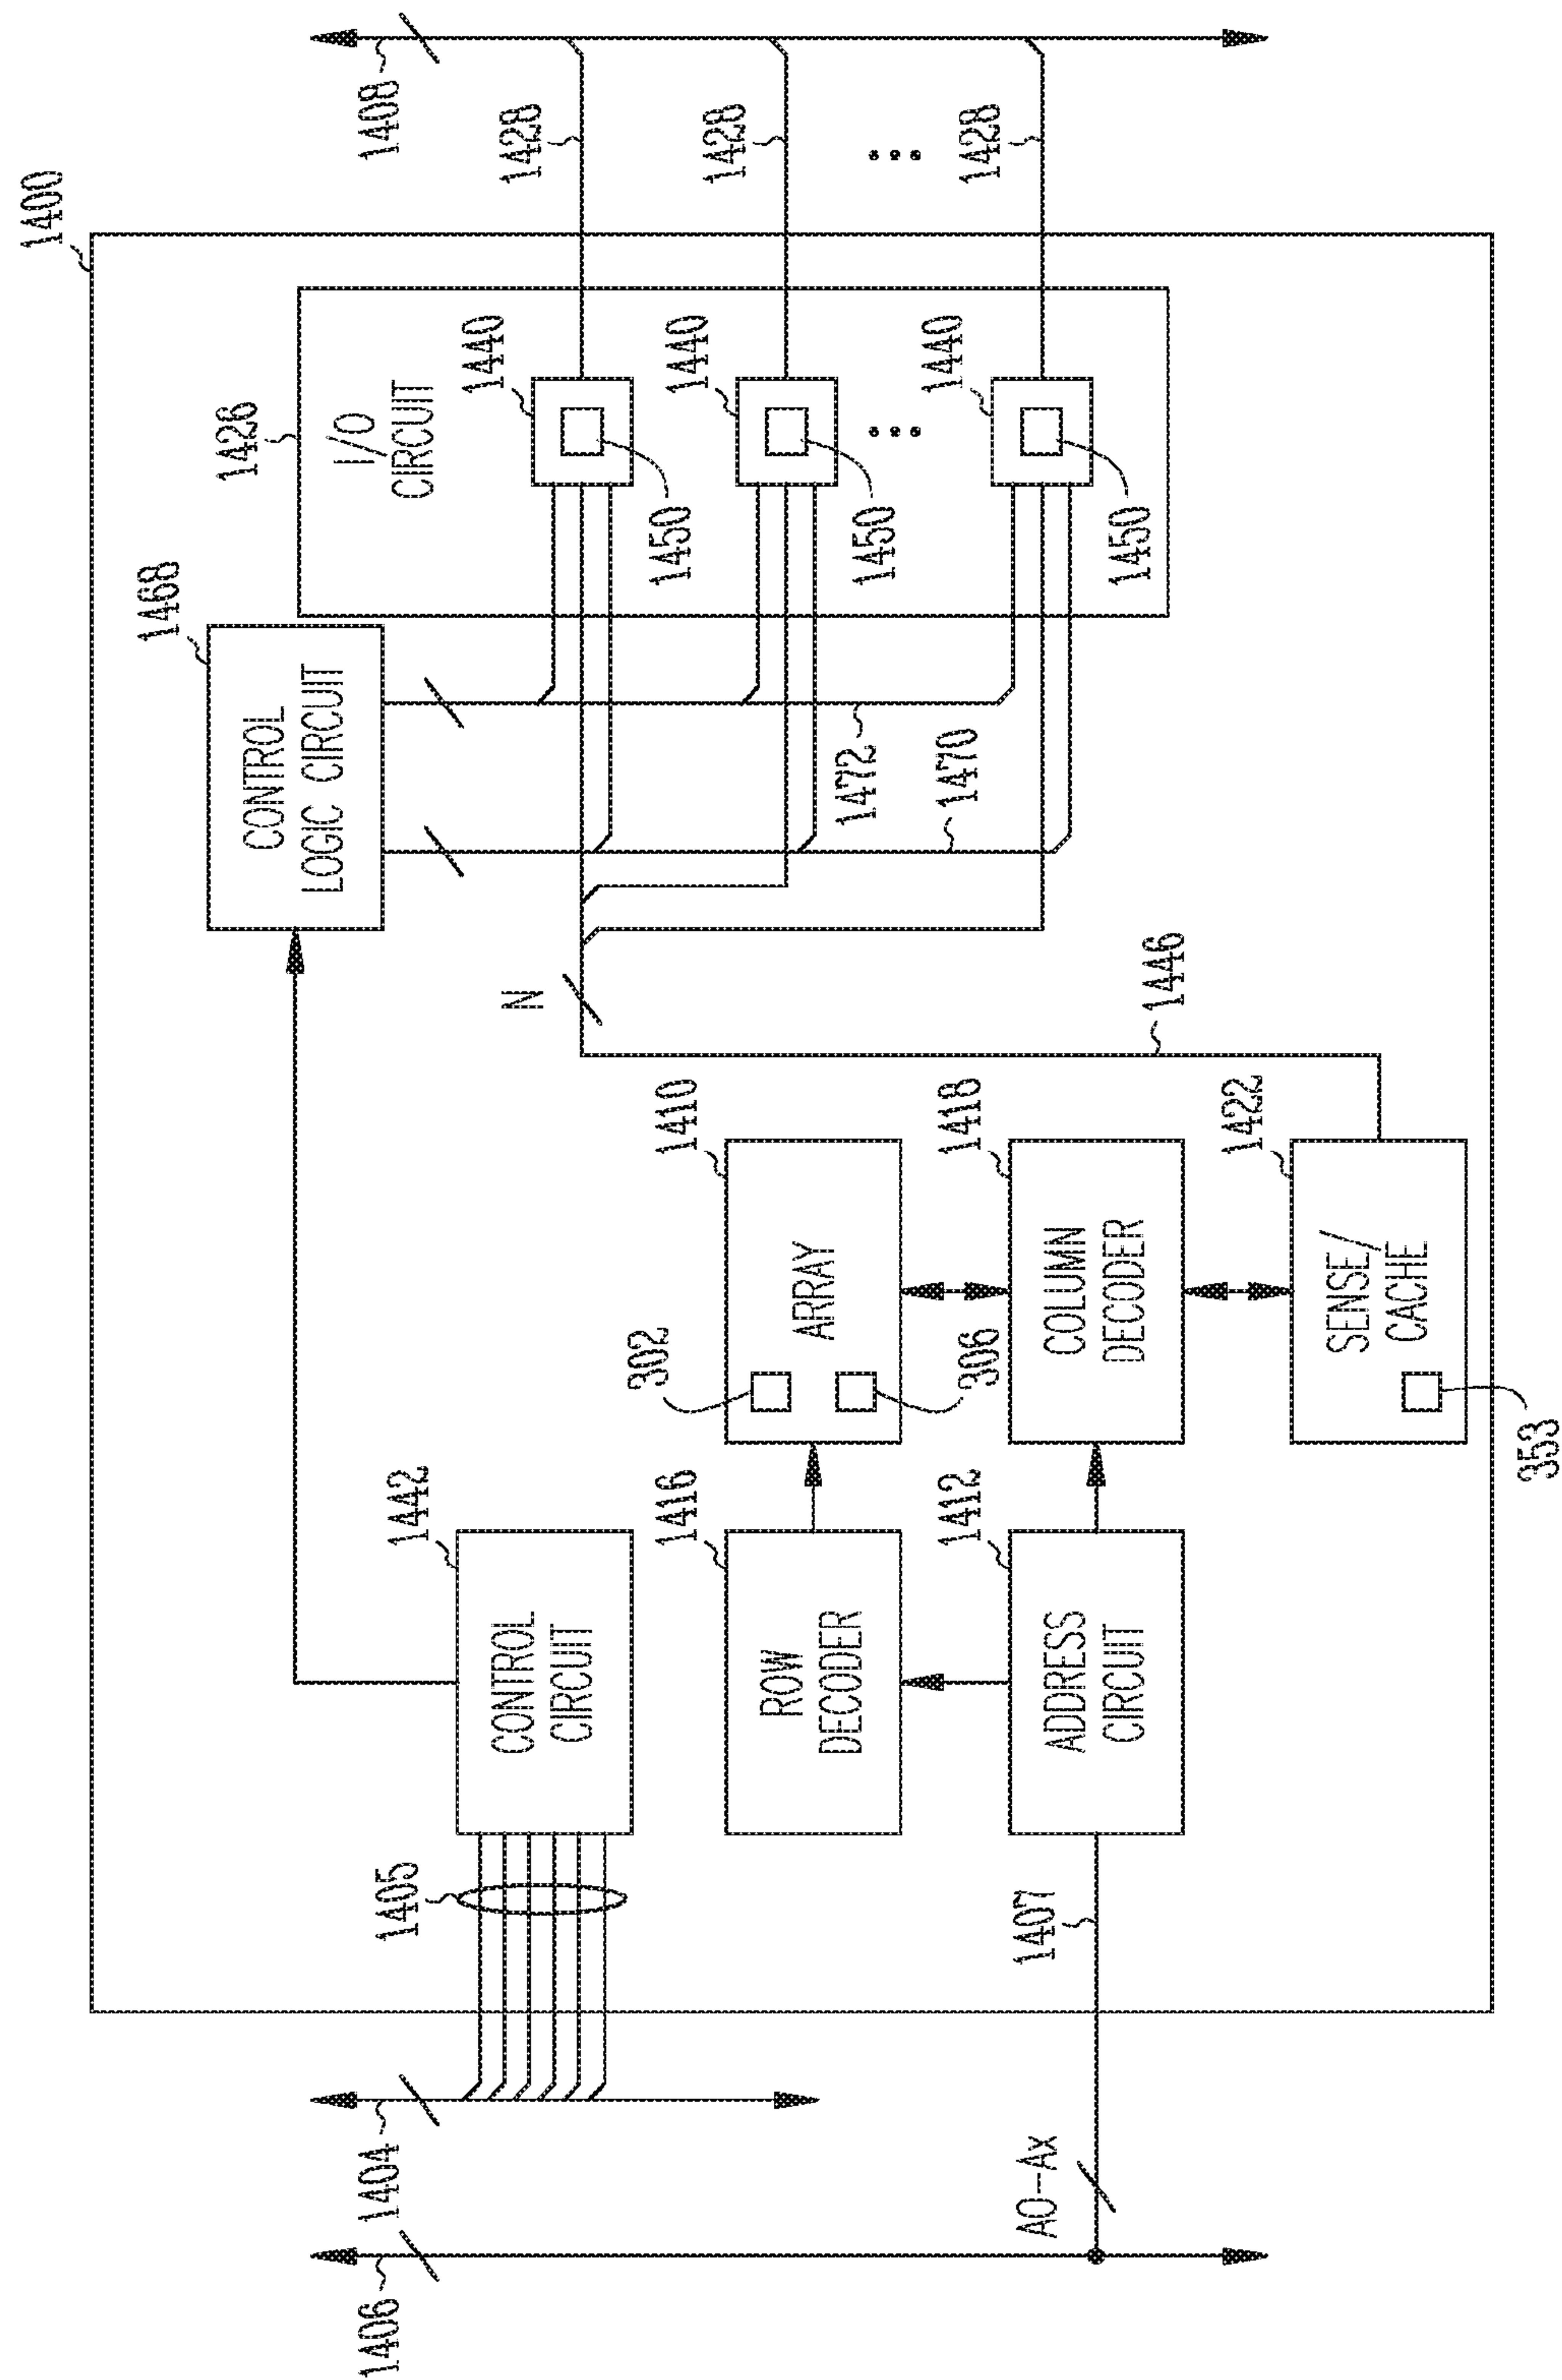 1400
1426
I/O
CIRCUIT
1468
CONTROL
LOGIC CIRCUIT
1440
1440
1440
1450
1450
1450
1428
1428
1428
1408
1472
1470
N
1446
1442
CONTROL
CIRCUIT
1405
1410
ARRAY
302
306
1416
ROW
DECODER
1418
COLUMN
DECODER
1412
ADDRESS
CIRCUIT
1422
SENSE/
CACHE
353
1407
1404
1406
A0-Ax